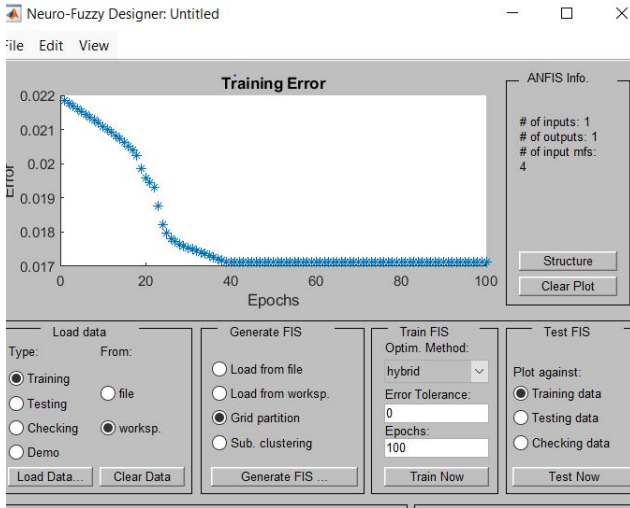 Neuro-Fuzzy Designer: Untitled
File Edit View
Training Error
0.022
0.021
0.02
0.019
0.018
0.017
Error
0 20 40 60 80 100
Epochs
ANFIS Info.
# of inputs: 1
# of outputs: 1
# of input mfs:
4
Structure
Clear Plot
Load data
Type: From:
Training
Testing
Checking
Demo
file
worksp.
Load Data... Clear Data
Generate FIS
Load from file
Load from worksp.
Grid partition
Sub. clustering
Generate FIS ...
Train FIS
Optim. Method:
hybrid
Error Tolerance:
0
Epochs:
100
Train Now
Test FIS
Plot against:
Training data
Testing data
Checking data
Test Now